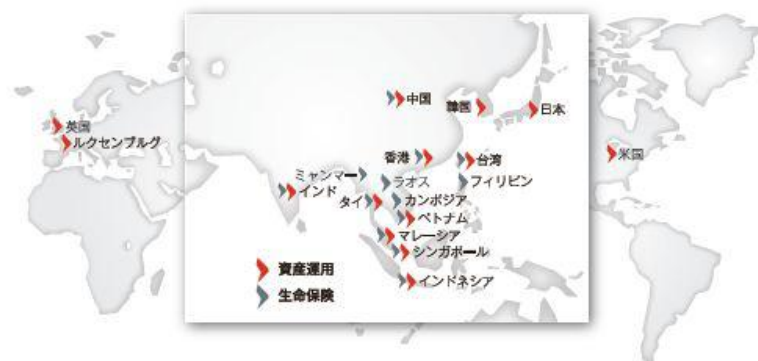 中国
韓国
日本
英国
ルクセンブルグ
香港
台湾
米国
ミャンマー
ラオス
フィリピン
インド
タイ
カンボジア
ベトナム
マレーシア
シンガポール
インドネシア
資産運用
生命保険